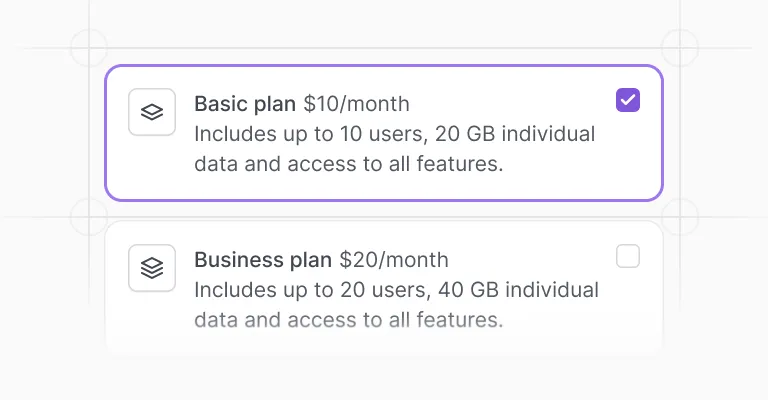 Basic plan $10/month
Includes up to 10 users, 20 GB individual
data and access to all features.
Business plan $20/month
Includes up to 20 users, 40 GB individual
data and access to all features.